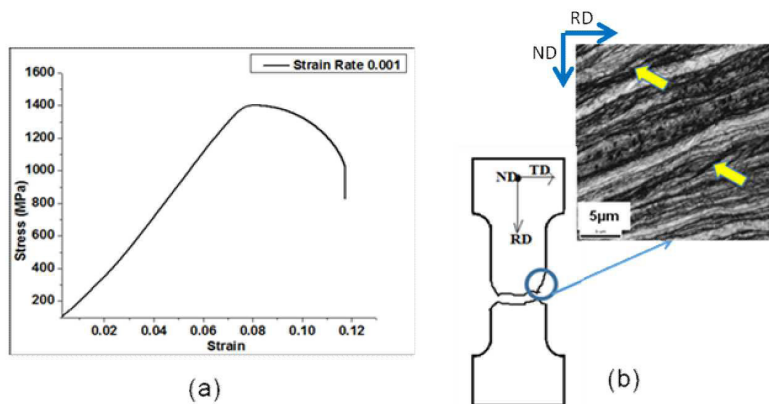 Strain Rate 0.001
1600
1400
1200
1000
800
600
400
200
Stress (MPa)
0.02 0.04 0.06 0.08 0.10 0.12
Strain
(a)
RD
ND
ND TD
RD
5μm
(b)